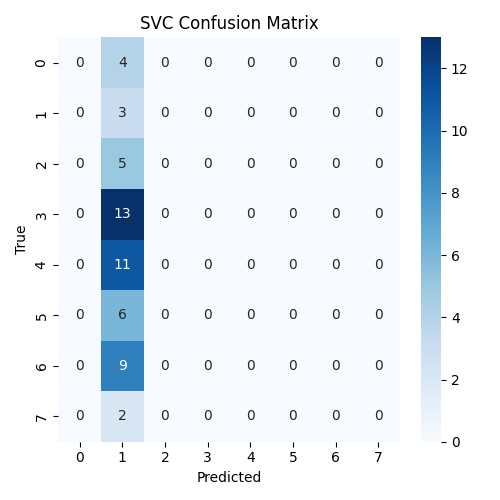 SVC Confusion Matrix
0 0 4 0 0 0 0 0 0
1 0 3 0 0 0 0 0 0
2 0 5 0 0 0 0 0 0
3 0 13 0 0 0 0 0 0
4 0 11 0 0 0 0 0 0
5 0 6 0 0 0 0 0 0
6 0 9 0 0 0 0 0 0
7 0 2 0 0 0 0 0 0
0 1 2 3 4 5 6 7
True
Predicted
12
10
8
6
4
2
0